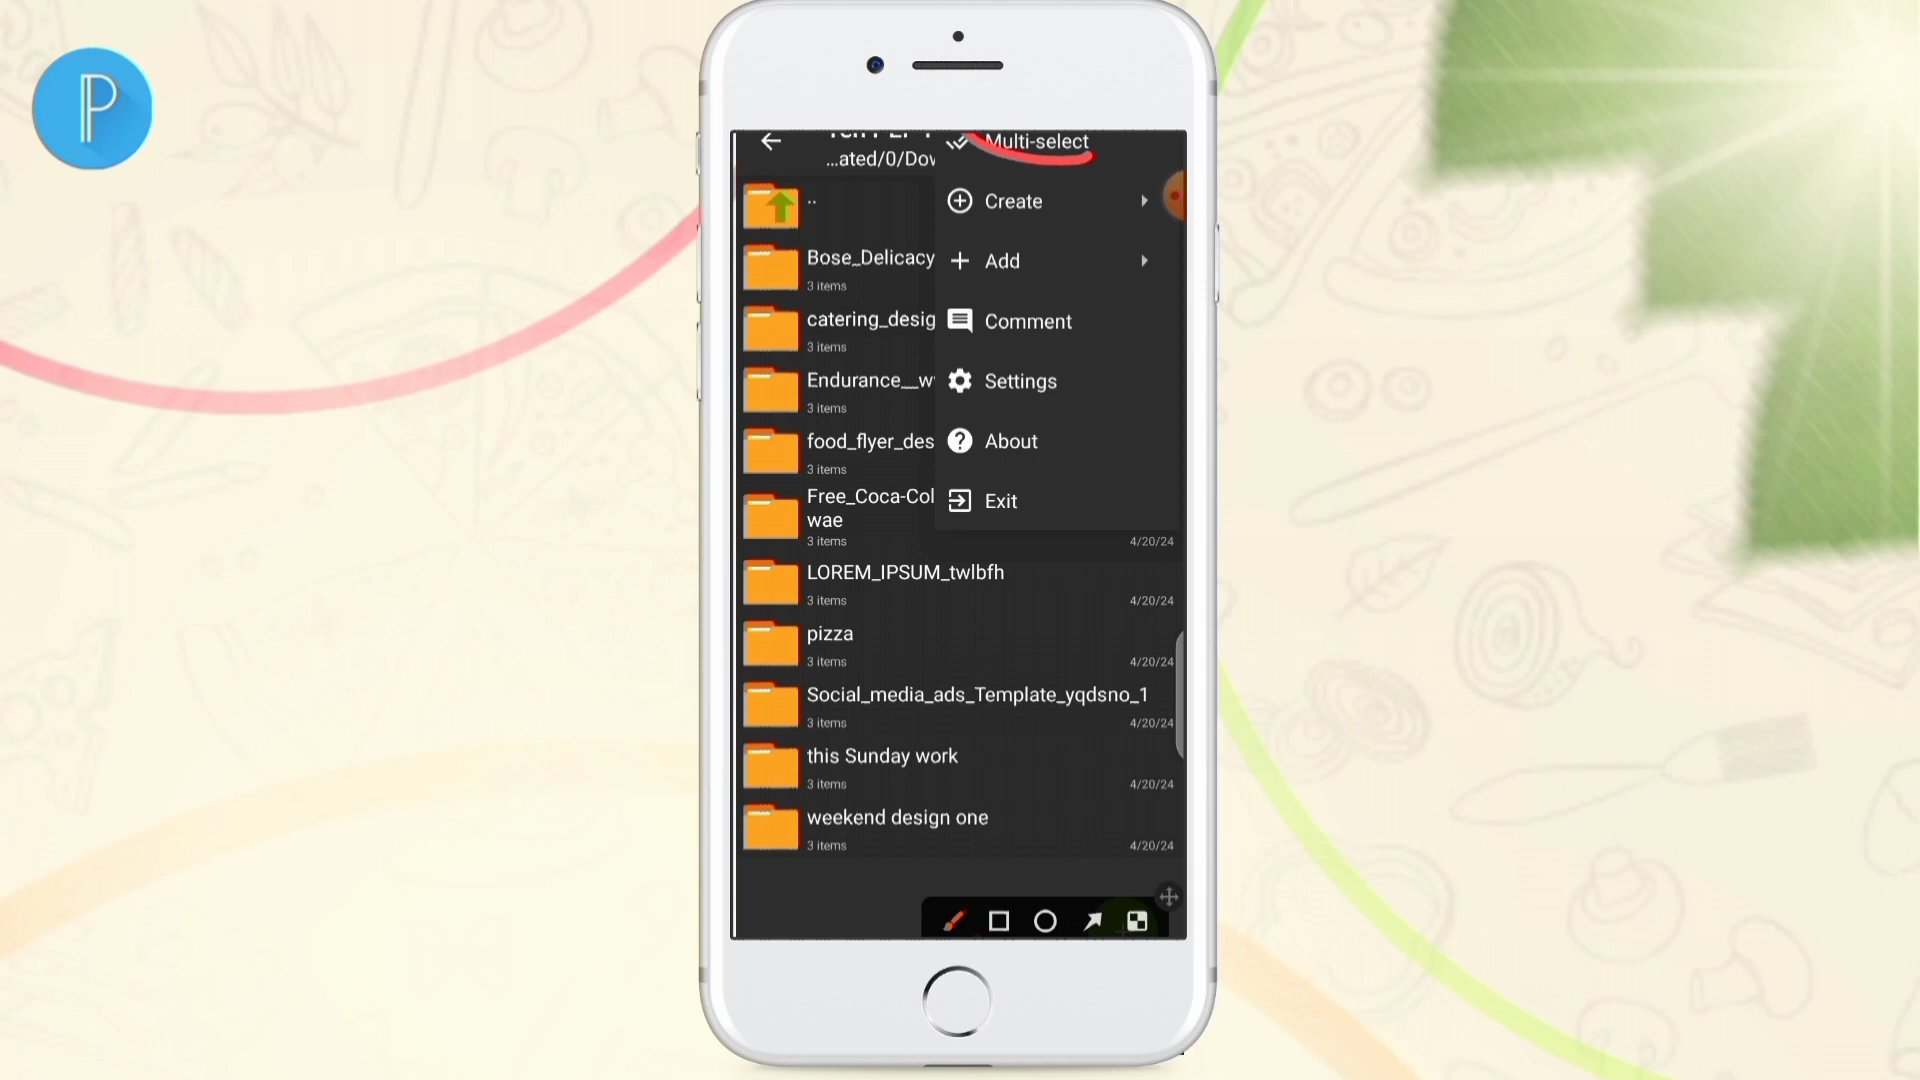 P
Multi-select
...ated/0/Dow
..
Create
Bose_Delicacy
3 items
Add
catering_desig
3 items
Comment
Endurance__w
3 items
Settings
food_flyer_des
3 items
About
Free_Coca-Col
wae
3 items
4/20/24
Exit
LOREM_IPSUM_twlbfh
3 items
4/20/24
pizza
3 items
4/20/24
Social_media_ads_Template_yqdsno_1
3 items
4/20/24
this Sunday work
3 items
4/20/24
weekend design one
3 items
4/20/24